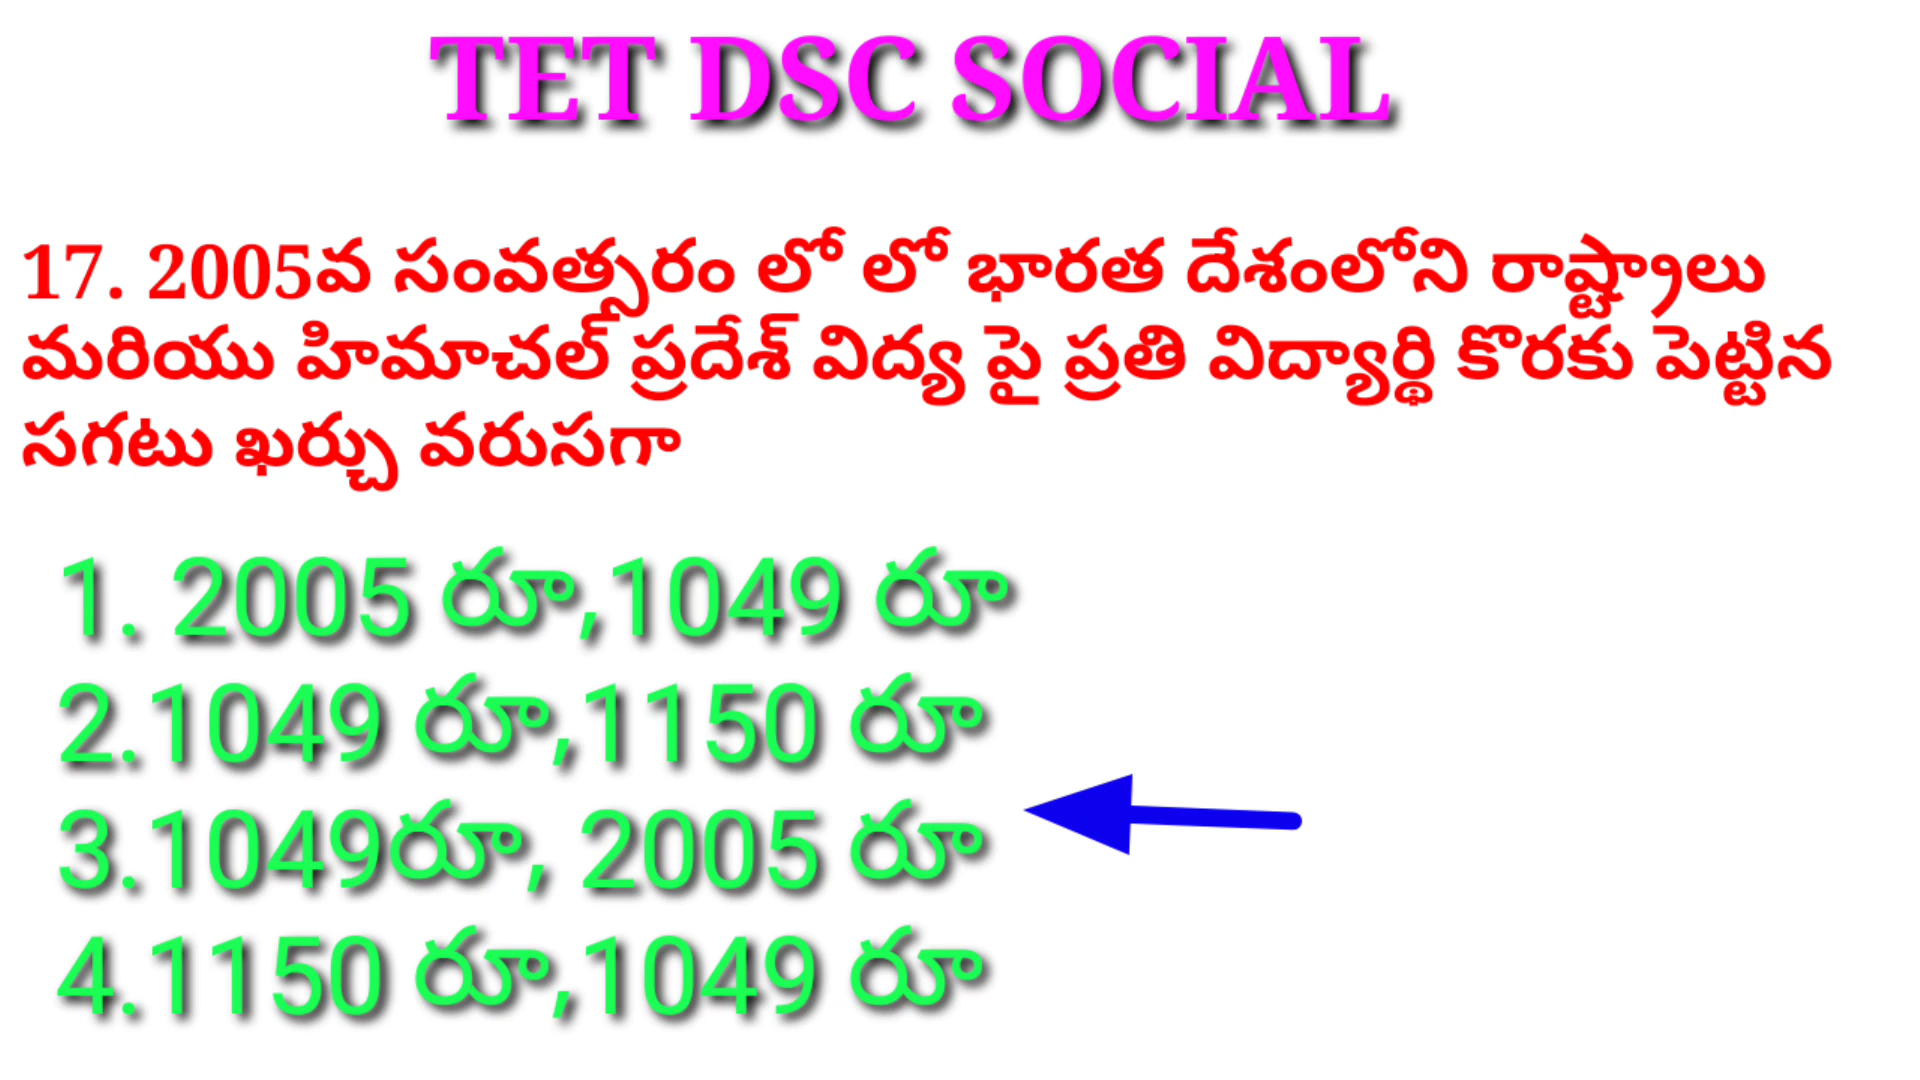 TET DSC SOCIAL
17. 2005వ సంవత్సరం లో లో భారత దేశంలోని రాష్ట్రాలు
మరియు హిమాచల్ ప్రదేశ్ విద్య పై ప్రతి విద్యార్థి కొరకు పెట్టిన
సగటు ఖర్చు వరుసగా
1. 2005 రూ,1049 రూ
2.1049 రూ,1150 రూ
3.1049రూ, 2005 రూ
4.1150 రూ,1049 రూ